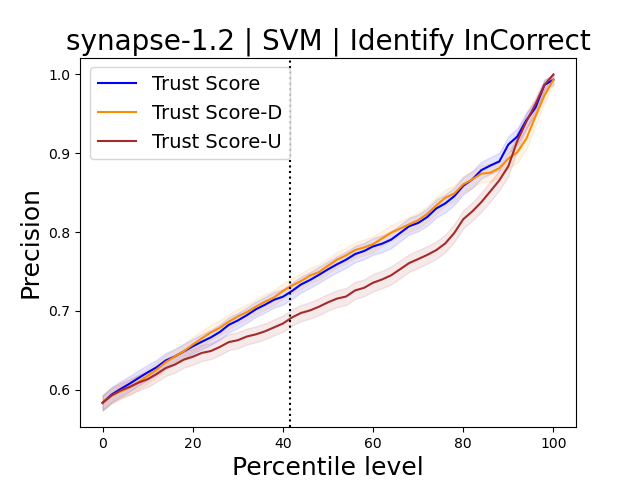 synapse-1.2 | SVM | Identify InCorrect
Trust Score
Trust Score-D
Trust Score-U
Precision
1.0
0.9
0.8
0.7
0.6
0
20
40
60
80
100
Percentile level